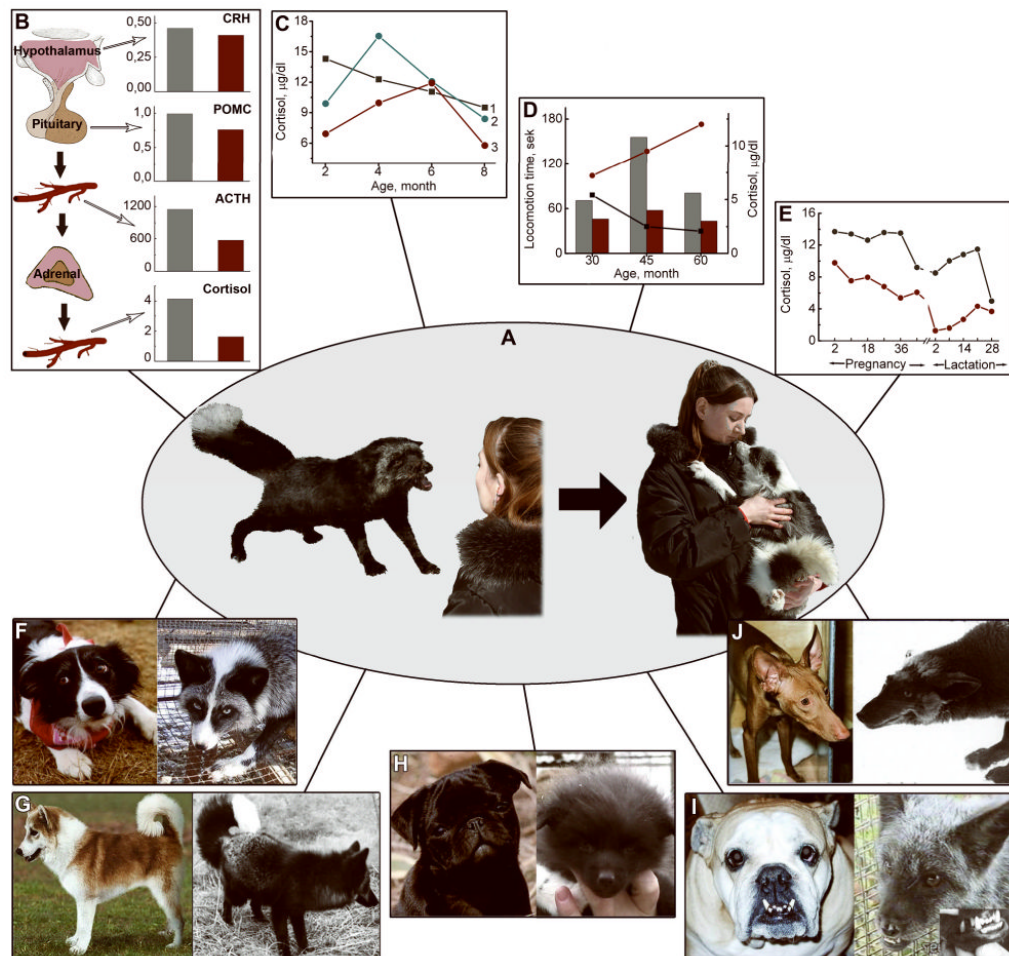 B
Hypothalamus
Pituitary
Adrenal
CRH
0,50
0,25
0,00
POMC
1,0
0,5
0,0
ACTH
1200
600
0
Cortisol
4
2
0
C
Cortisol, µg/dl
18
15
12
9
6
1
2
3
2 4 6 8
Age, month
D
Locomotion time, sek
180
120
60
0
Cortisol, µg/dl
10
5
0
30 45 60
Age, month
E
Cortisol, µg/dl
16
12
8
4
0
2 18 36 2 14 28
Pregnancy Lactation
A
F
G
H
I
J